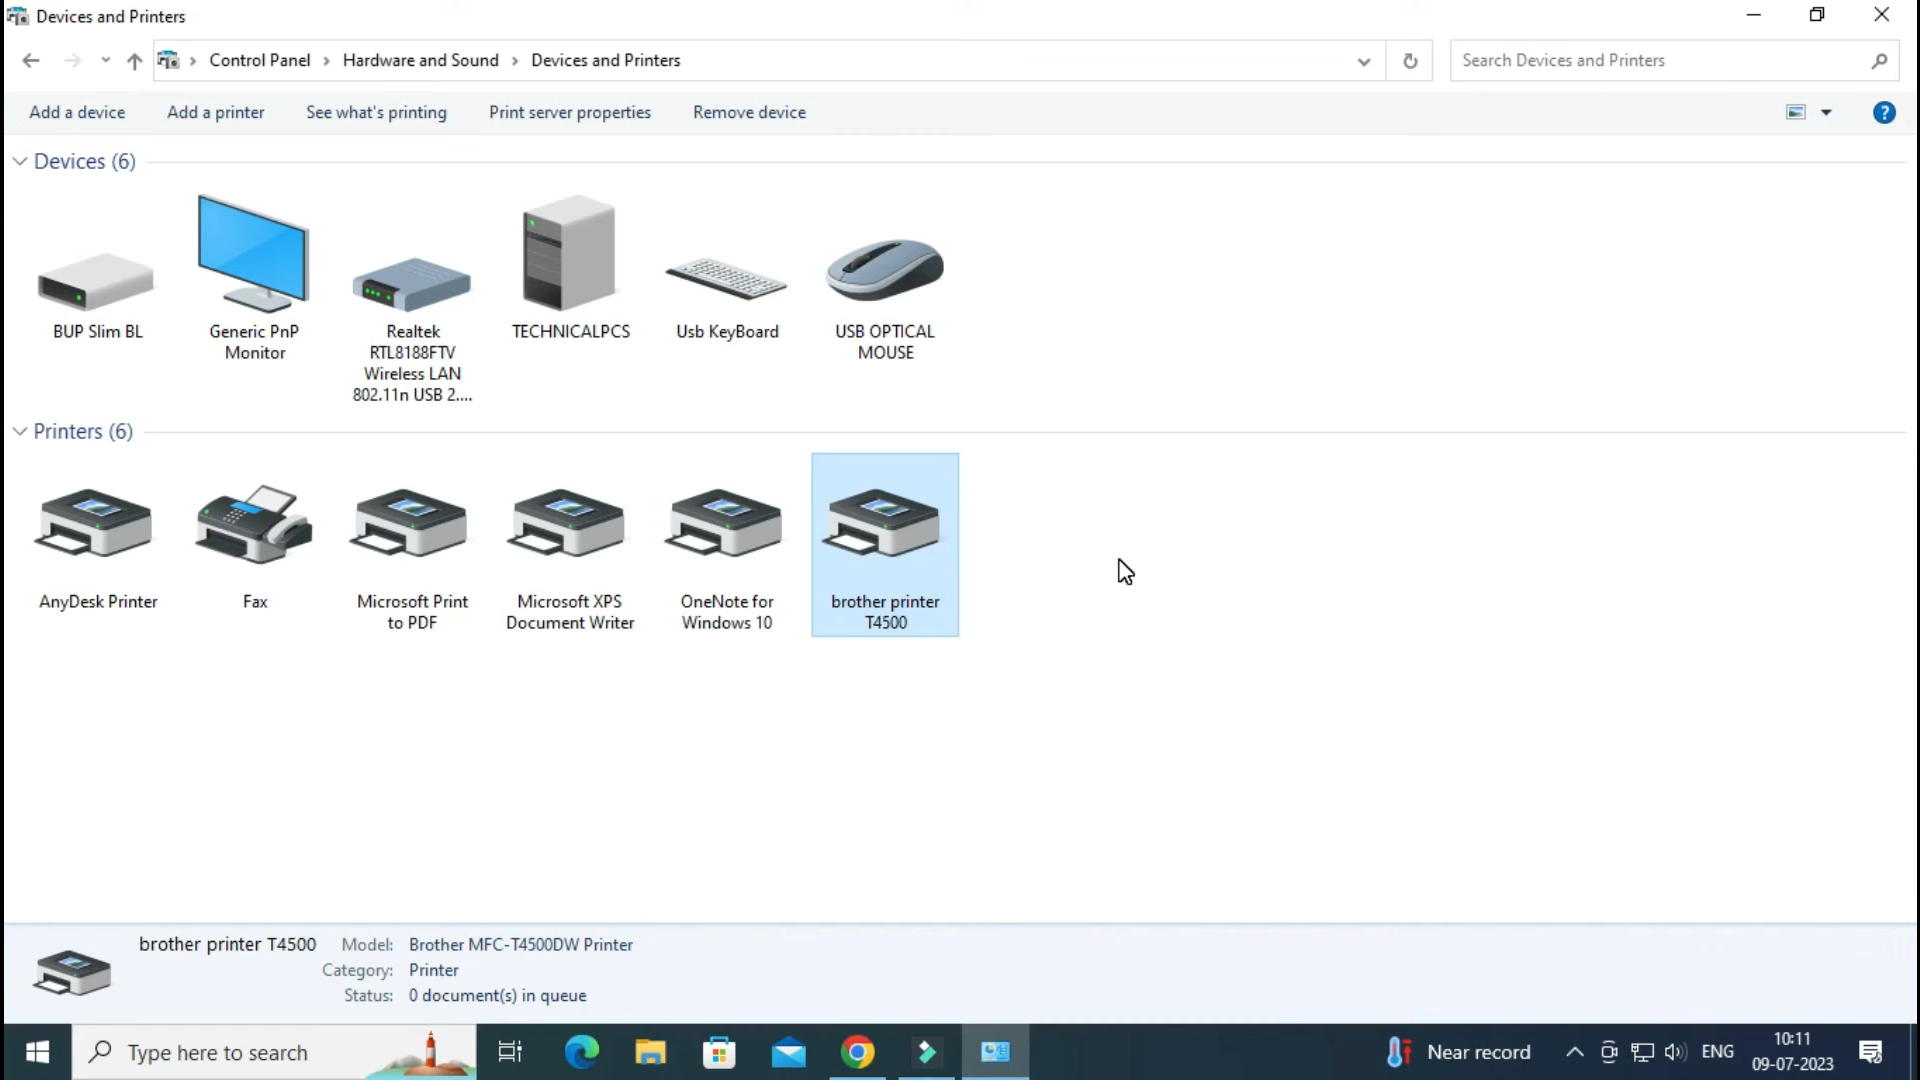 Devices and Printers
Control Panel > Hardware and Sound > Devices and Printers
Search Devices and Printers
Add a device Add a printer See what's printing Print server properties Remove device
?
Devices (6)
BUP Slim BL
Generic PnP
Monitor
Realtek
RTL8188FTV
Wireless LAN
802.11n USB 2....
TECHNICALPCS
Usb KeyBoard
USB OPTICAL
MOUSE
Printers (6)
AnyDesk Printer
Fax
Microsoft Print
to PDF
Microsoft XPS
Document Writer
OneNote for
Windows 10
brother printer
T4500
brother printer T4500 Model: Brother MFC-T4500DW Printer
Category: Printer
Status: 0 document(s) in queue
Type here to search
Near record
ENG
10:11
09-07-2023